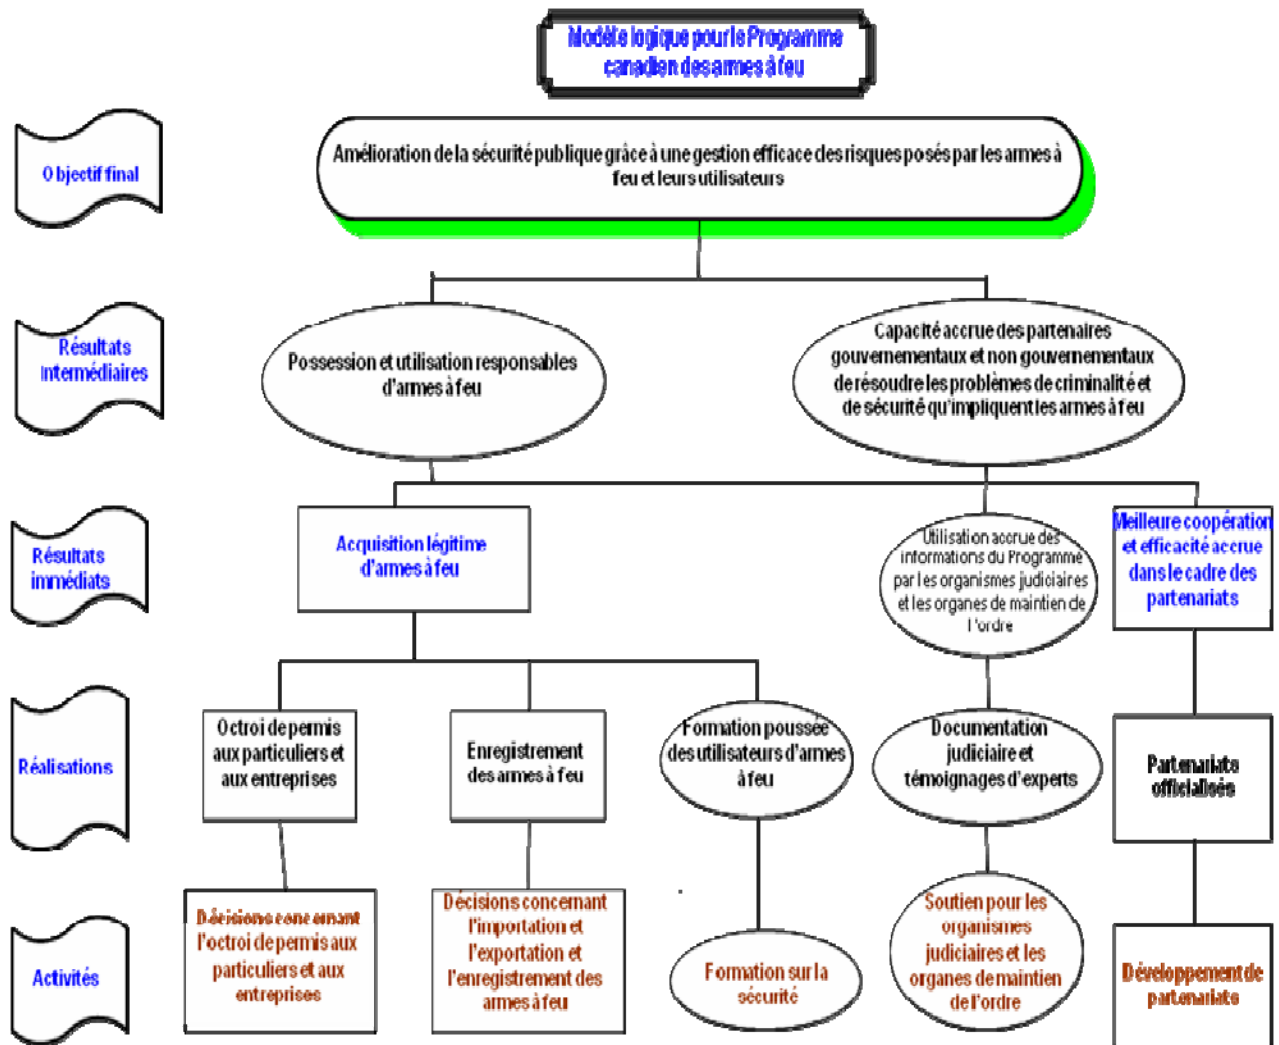 Modèle logique pour le Programme
canadien des armes à feu
Objectif final
Amélioration de la sécurité publique grâce à une gestion efficace des risques posés par les armes à
feu et leurs utilisateurs
Résultats
Intermédiaires
Possession et utilisation responsables
d'armes à feu
Capacité accrue des partenaires
gouvernementaux et non gouvernementaux
de résoudre les problèmes de criminalité et
de sécurité qu'impliquent les armes à feu
Résultats
immédiats
Acquisition légitime
d'armes à feu
Utilisation accrue des
informations du Programme
par les organismes judiciaires
et les organes de maintien de
l'ordre
Meilleure coopération
et efficacité accrue
dans le cadre des
partenariats
Réalisations
Octroi de permis
aux particuliers et
aux entreprises
Enregistrement
des armes à feu
Formation poussée
des utilisateurs d'armes
à feu
Documentation
judiciaire et
témoignages d'experts
Partenariats
officialisés
Activités
Décisions concernant
l'octroi de permis aux
particuliers et aux
entreprises
Décisions concernant
l'importation et
l'exportation et
l'enregistrement des
armes à feu
Formation sur la
sécurité
Soutien pour les
organismes
judiciaires et les
organes de maintien
de l'ordre
Développement de
partenariats